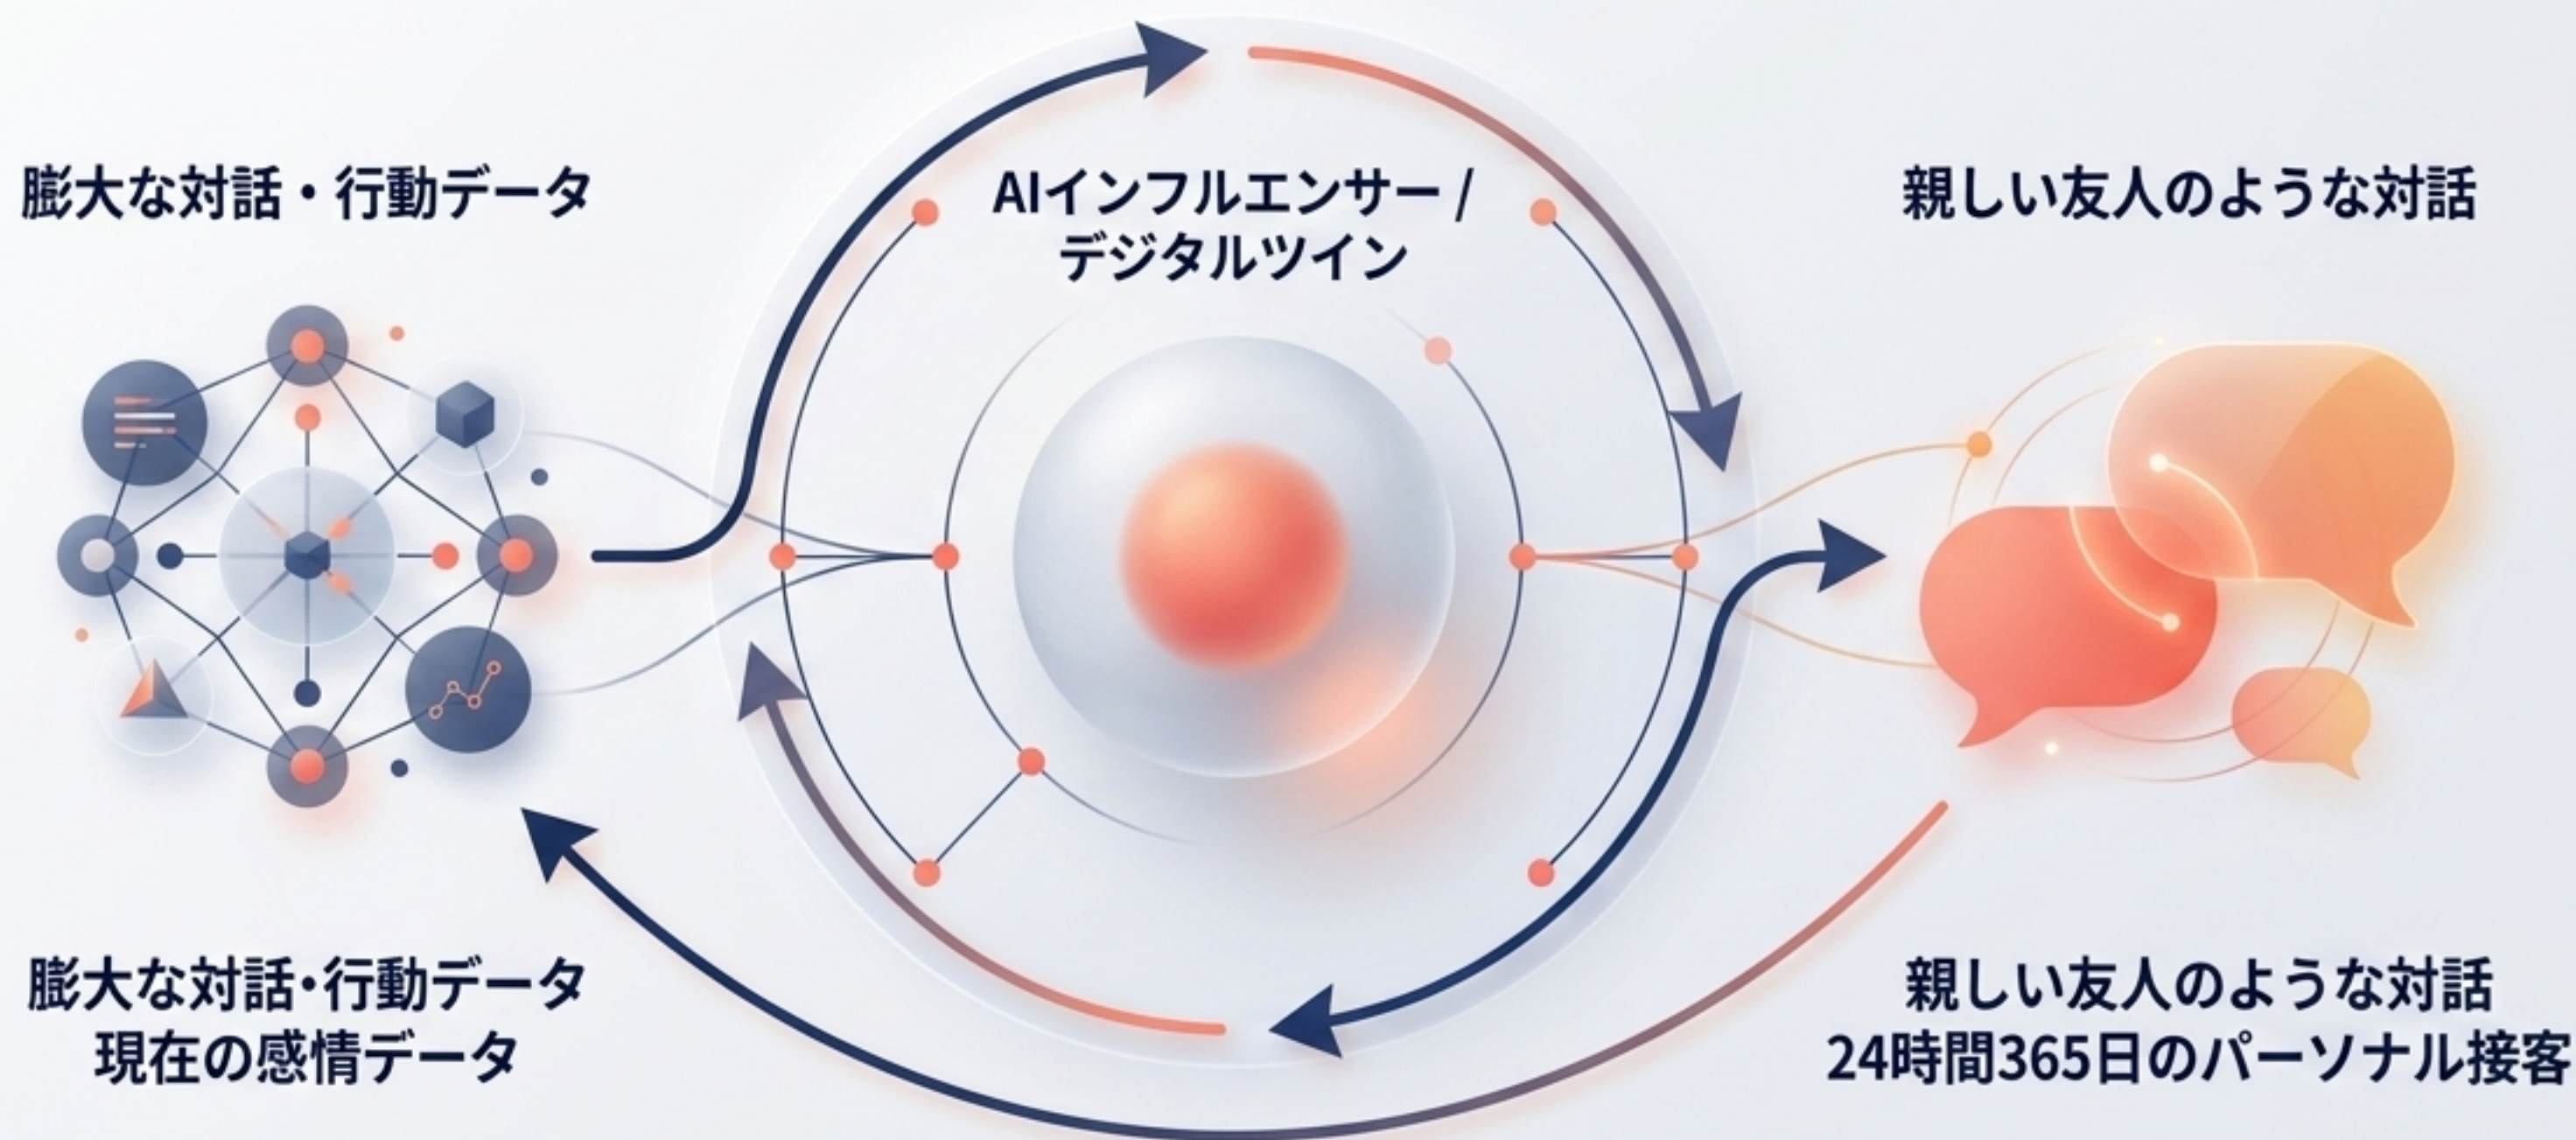 膨大な対話・行動データ
AIインフルエンサー /
デジタルツイン
親しい友人のような対話
膨大な対話・行動データ
現在の感情データ
親しい友人のような対話
24時間365日のパーソナル接客